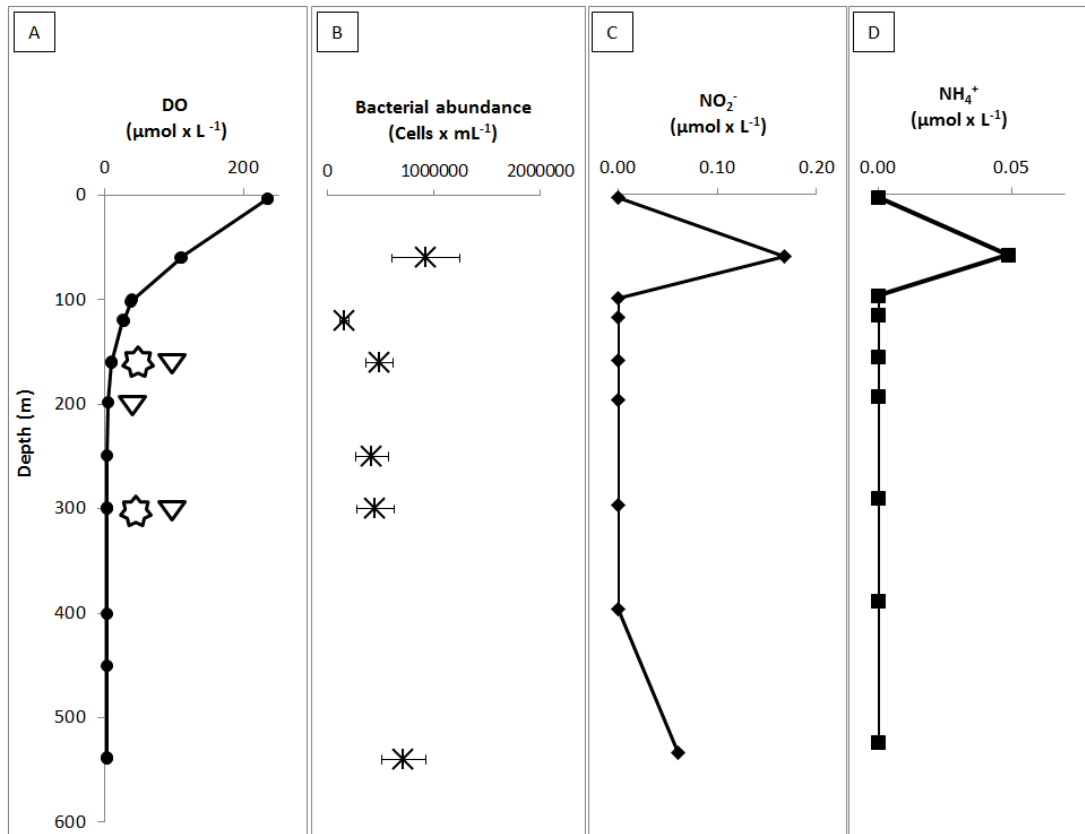 A
DO
(µmol x L ⁻¹)
0 200
B
Bacterial abundance
(Cells x mL⁻¹)
0 1000000 2000000
C
NO₂⁻
(µmol x L⁻¹)
0.00 0.10 0.20
D
NH₄⁺
(µmol x L⁻¹)
0.00 0.05
Depth (m)
0
100
200
300
400
500
600